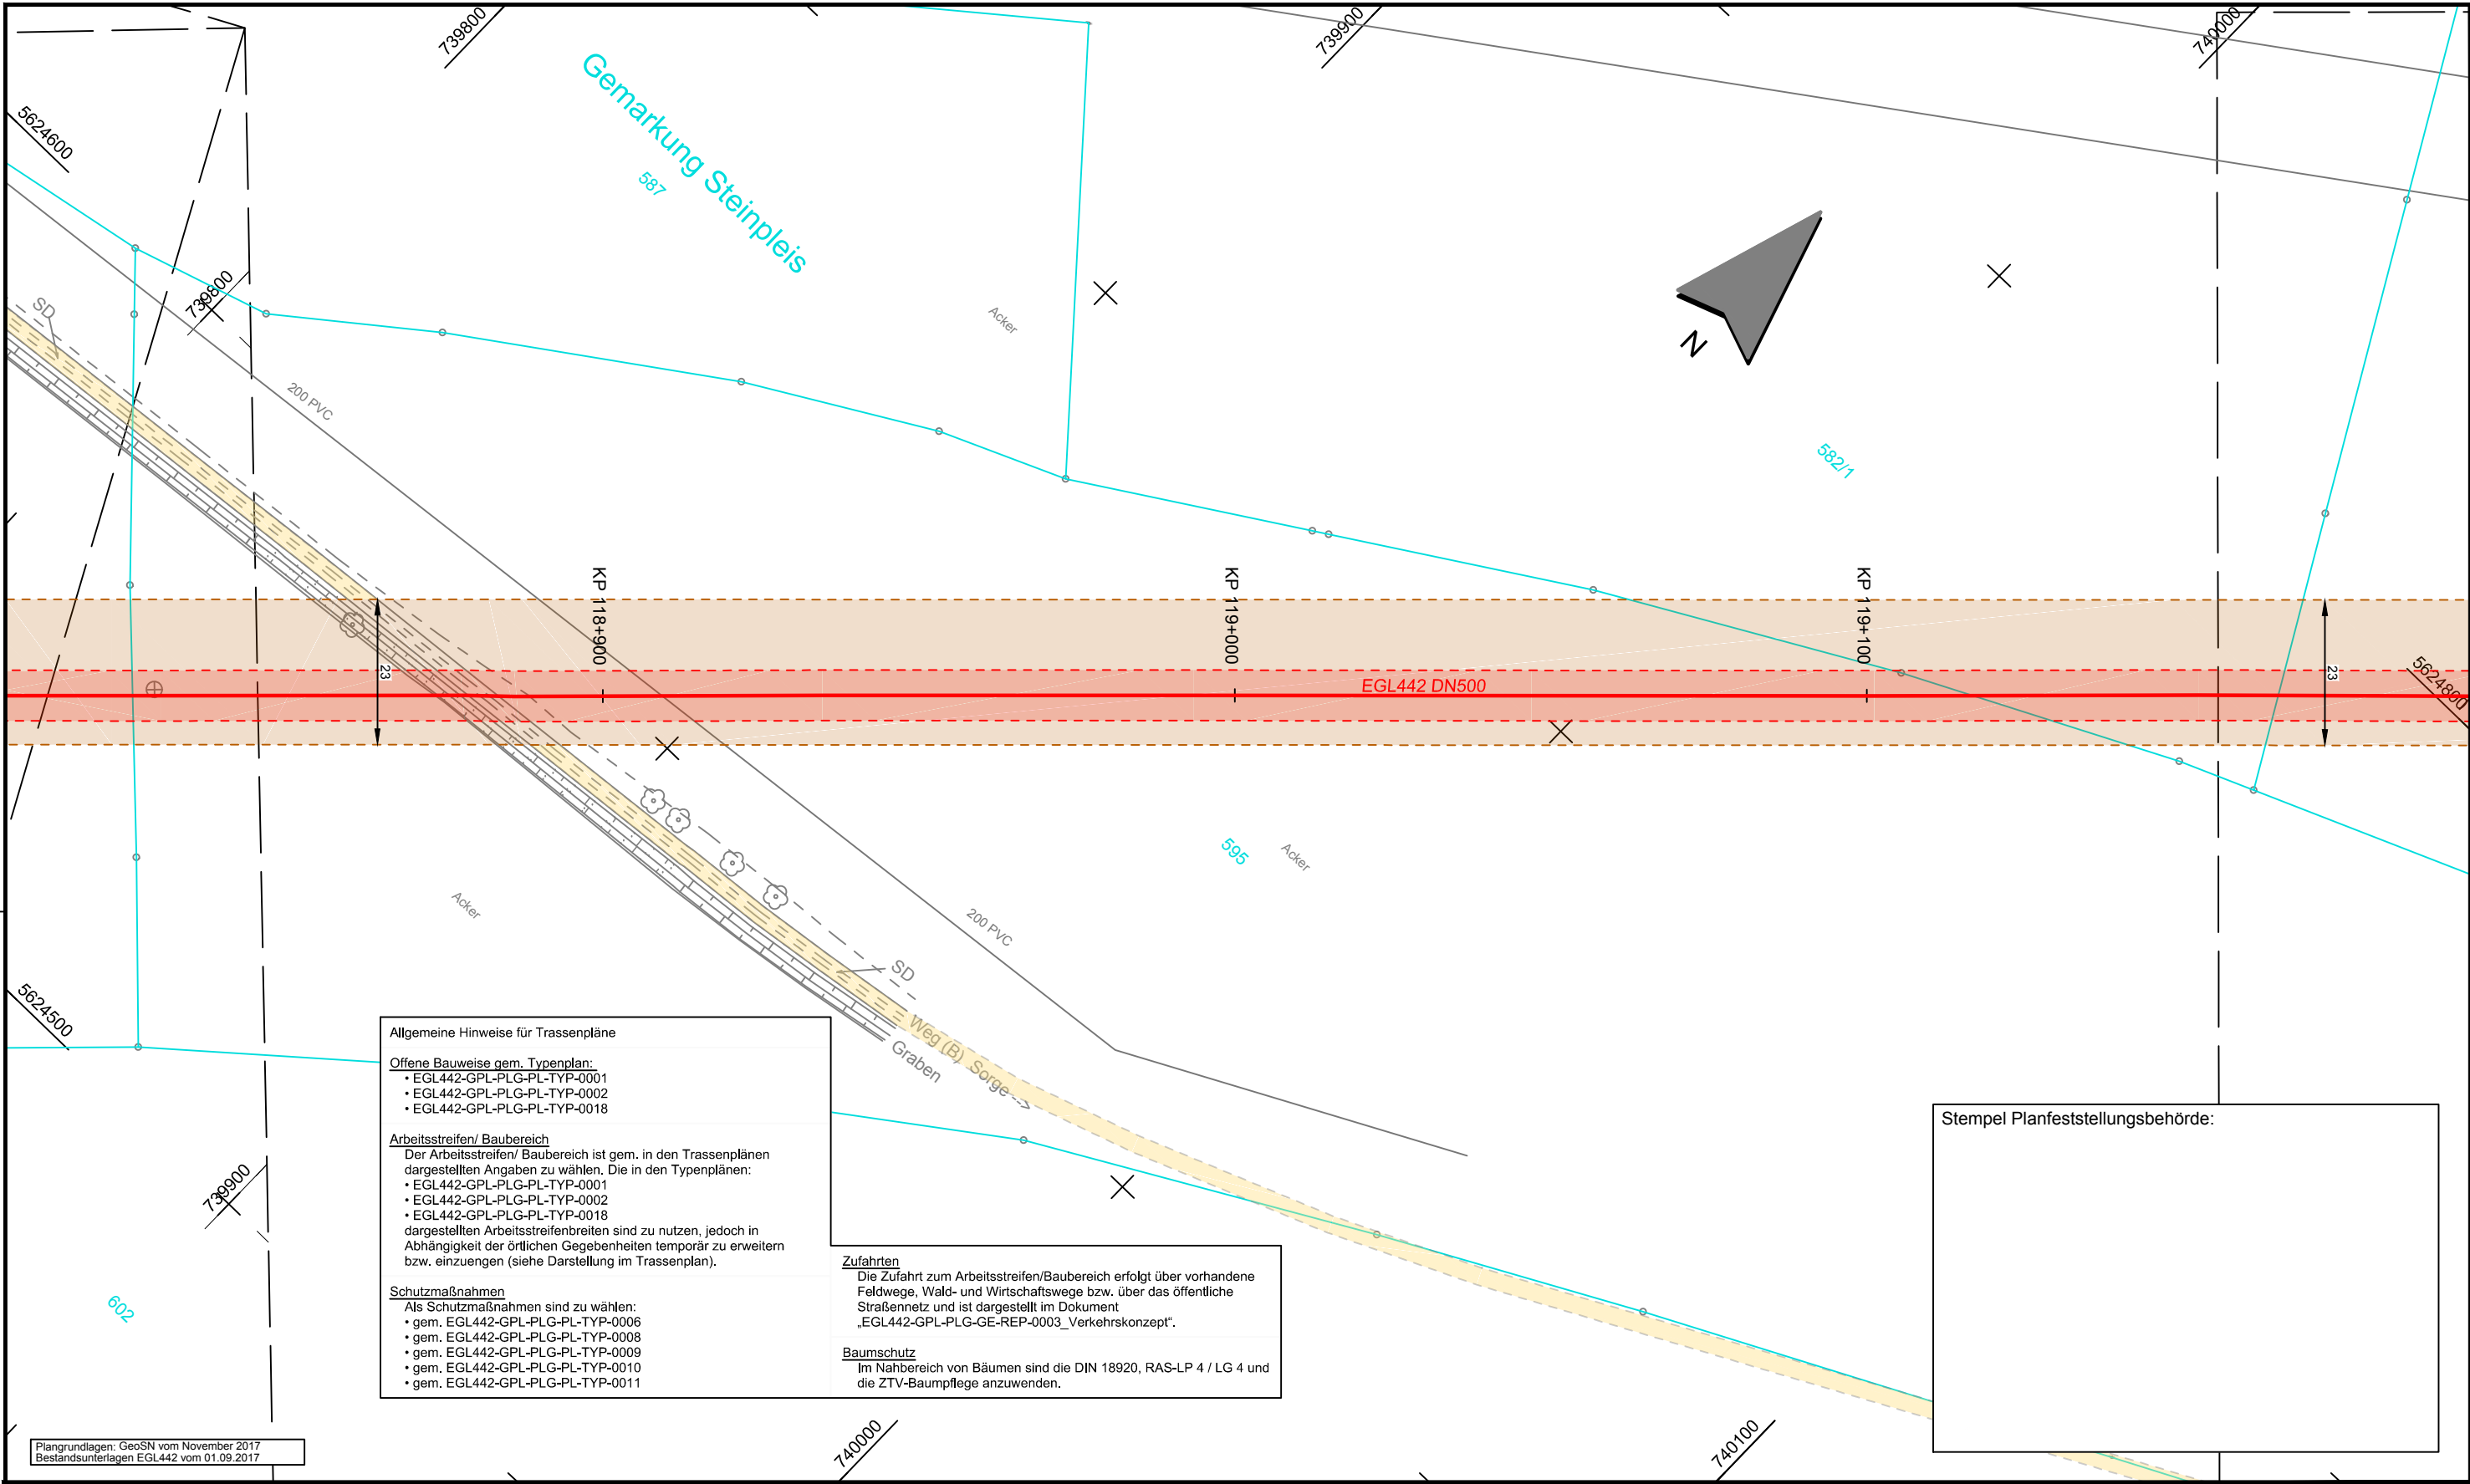 739800
739900
740000
5624600
Gemarkung Steinpleis
587
SD
739800
Acker
200 PVC
N
582/1
KP 118+900
KP 119+000
KP 119+100
23
EGL442 DN500
23
5624800
595
Acker
Acker
200 PVC
SD
5624500
Weg (B)
Sorge -->
Graben
739900
602
Allgemeine Hinweise für Trassenpläne
Offene Bauweise gem. Typenplan:
• EGL442-GPL-PLG-PL-TYP-0001
• EGL442-GPL-PLG-PL-TYP-0002
• EGL442-GPL-PLG-PL-TYP-0018
Arbeitsstreifen/ Baubereich
Der Arbeitsstreifen/ Baubereich ist gem. in den Trassenplänen
dargestellten Angaben zu wählen. Die in den Typenplänen:
• EGL442-GPL-PLG-PL-TYP-0001
• EGL442-GPL-PLG-PL-TYP-0002
• EGL442-GPL-PLG-PL-TYP-0018
dargestellten Arbeitsstreifenbreiten sind zu nutzen, jedoch in
Abhängigkeit der örtlichen Gegebenheiten temporär zu erweitern
bzw. einzuengen (siehe Darstellung im Trassenplan).
Schutzmaßnahmen
Als Schutzmaßnahmen sind zu wählen:
• gem. EGL442-GPL-PLG-PL-TYP-0006
• gem. EGL442-GPL-PLG-PL-TYP-0008
• gem. EGL442-GPL-PLG-PL-TYP-0009
• gem. EGL442-GPL-PLG-PL-TYP-0010
• gem. EGL442-GPL-PLG-PL-TYP-0011
Zufahrten
Die Zufahrt zum Arbeitsstreifen/Baubereich erfolgt über vorhandene
Feldwege, Wald- und Wirtschaftswege bzw. über das öffentliche
Straßennetz und ist dargestellt im Dokument
„EGL442-GPL-PLG-GE-REP-0003_Verkehrskonzept“.
Baumschutz
Im Nahbereich von Bäumen sind die DIN 18920, RAS-LP 4 / LG 4 und
die ZTV-Baumpflege anzuwenden.
Stempel Planfeststellungsbehörde:
740000
740100
Plangrundlagen: GeoSN vom November 2017
Bestandsunterlagen EGL442 vom 01.09.2017